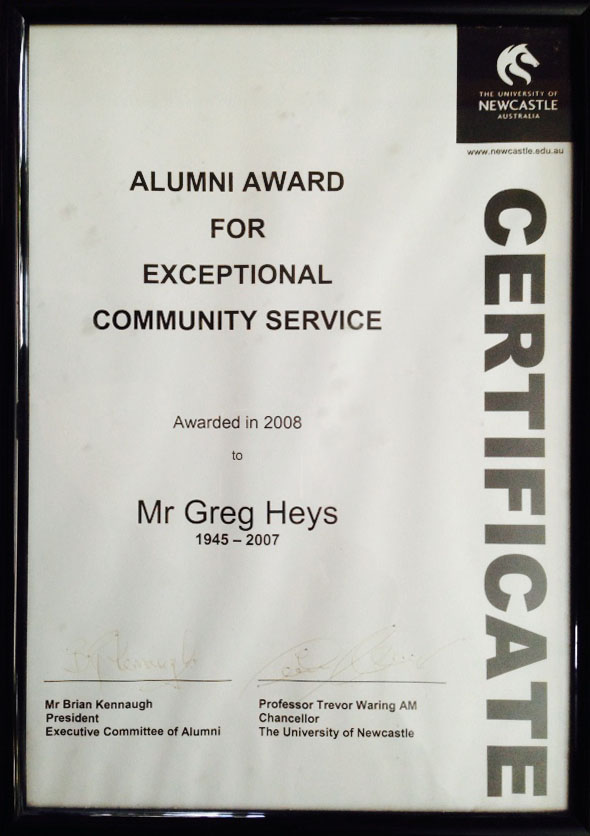 THE UNIVERSITY OF
NEWCASTLE
AUSTRALIA
www.newcastle.edu.au
CERTIFICATE
ALUMNI AWARD
FOR
EXCEPTIONAL
COMMUNITY SERVICE
Awarded in 2008
to
Mr Greg Heys
1945 – 2007
Mr Brian Kennaugh
President
Executive Committee of Alumni
Professor Trevor Waring AM
Chancellor
The University of Newcastle